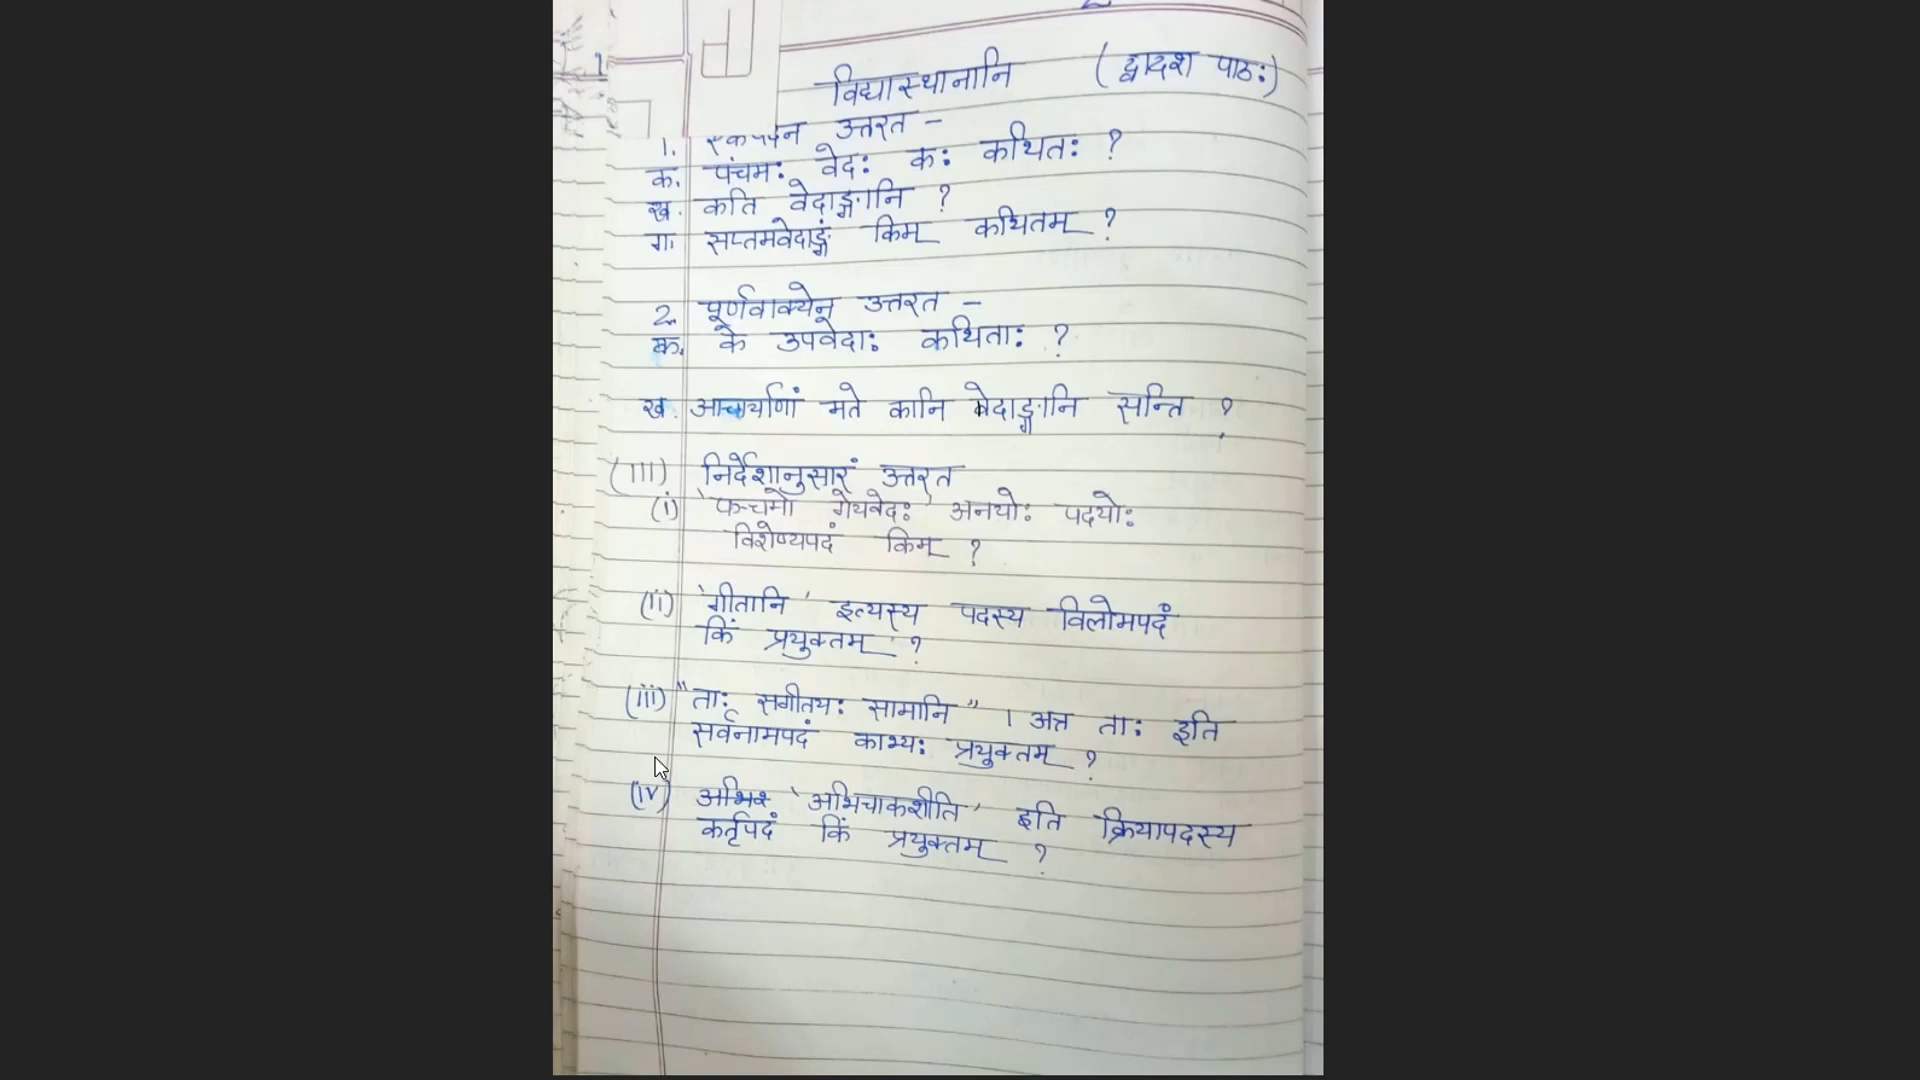 विद्यास्थानानि (द्वादश पाठः)
1. एकपदेन उत्तरत -
क. पंचमः वेदः कः कथितः ?
ख. कति वेदाङ्गानि ?
ग. सप्तमवेदाङ्गं किम् कथितम् ?
2. पूर्णवाक्येन उत्तरत -
क. के उपवेदाः कथिताः ?
ख. आचार्याणां मते कानि वेदाङ्गानि सन्ति ?
(III) निर्देशानुसारं उत्तरत
(i) 'पञ्चमो गेयवेदः' अनयोः पदयोः
विशेष्यपदं किम् ?
(ii) 'गीतानि' इत्यस्य पदस्य विलोमपदं
किं प्रयुक्तम् ?
(iii) "ताः सगीतयः सामानि" । अत्र ताः इति
सर्वनामपदं काभ्यः प्रयुक्तम् ?
(iv) 'अभिचाकशीति' इति क्रियापदस्य
कर्तृपदं किं प्रयुक्तम् ?